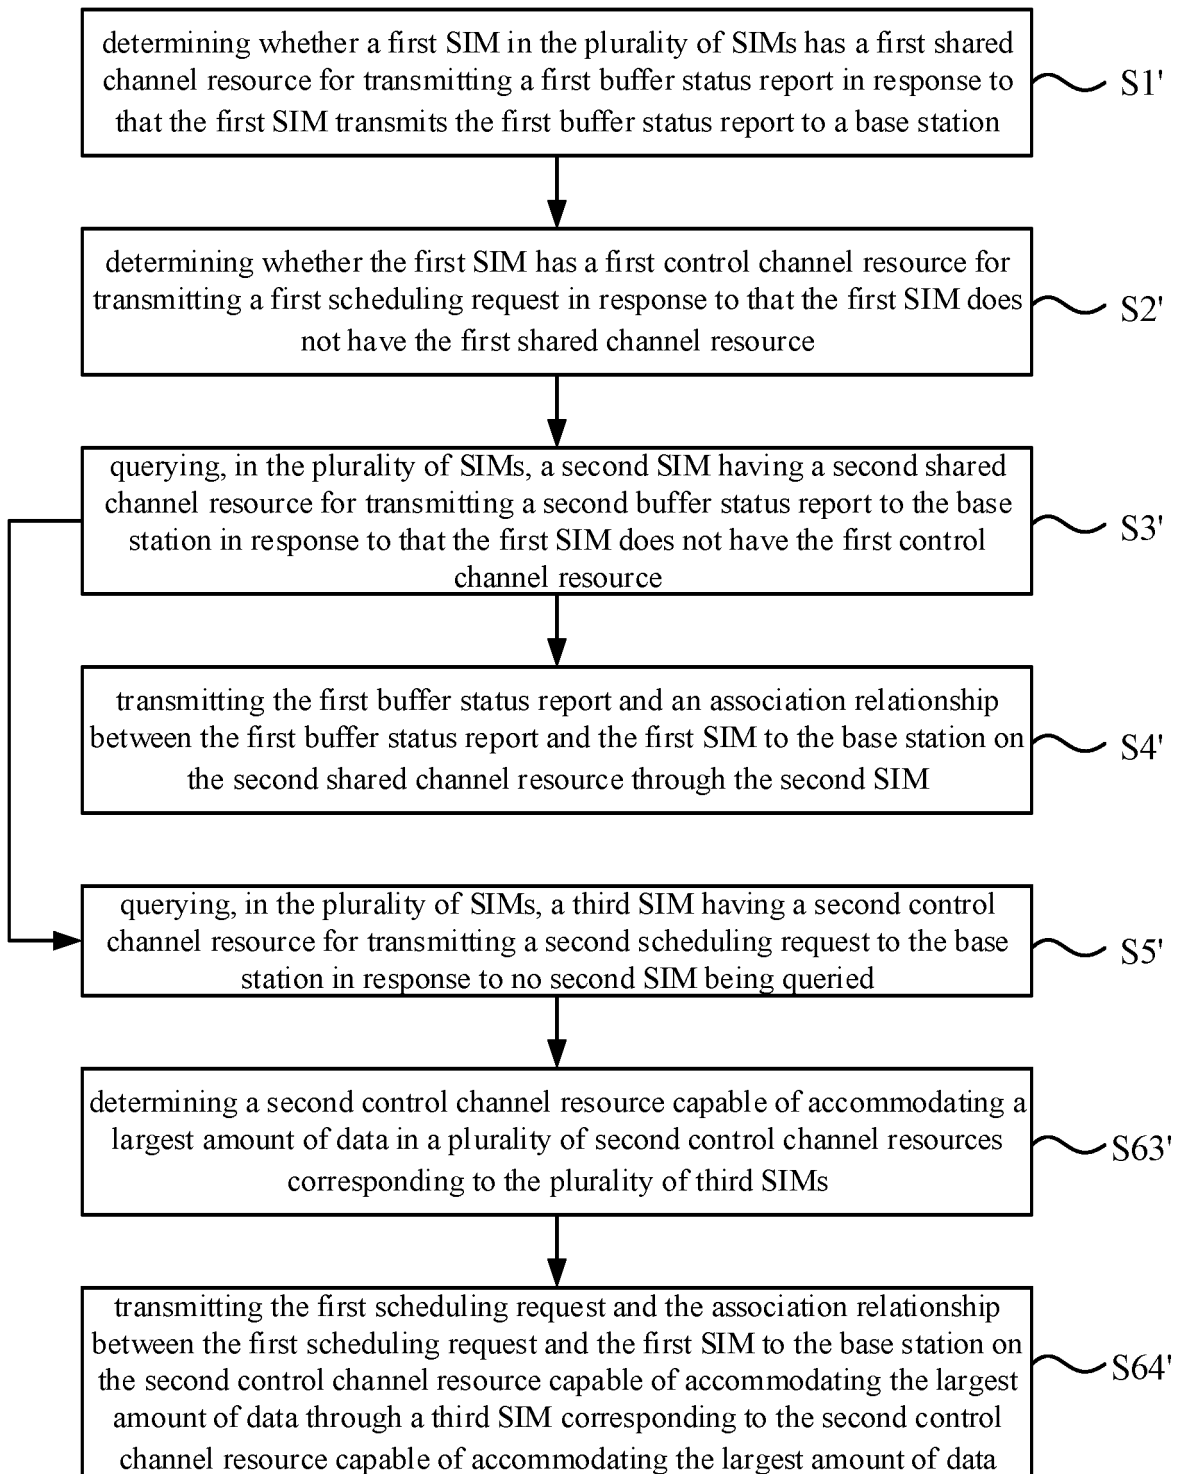 determining whether a first SIM in the plurality of SIMs has a first shared
channel resource for transmitting a first buffer status report in response to
that the first SIM transmits the first buffer status report to a base station
S1'
determining whether the first SIM has a first control channel resource for
transmitting a first scheduling request in response to that the first SIM does
not have the first shared channel resource
S2'
querying, in the plurality of SIMs, a second SIM having a second shared
channel resource for transmitting a second buffer status report to the base
station in response to that the first SIM does not have the first control
channel resource
S3'
transmitting the first buffer status report and an association relationship
between the first buffer status report and the first SIM to the base station on
the second shared channel resource through the second SIM
S4'
querying, in the plurality of SIMs, a third SIM having a second control
channel resource for transmitting a second scheduling request to the base
station in response to no second SIM being queried
S5'
determining a second control channel resource capable of accommodating a
largest amount of data in a plurality of second control channel resources
corresponding to the plurality of third SIMs
S63'
transmitting the first scheduling request and the association relationship
between the first scheduling request and the first SIM to the base station on
the second control channel resource capable of accommodating the largest
amount of data through a third SIM corresponding to the second control
channel resource capable of accommodating the largest amount of data
S64'